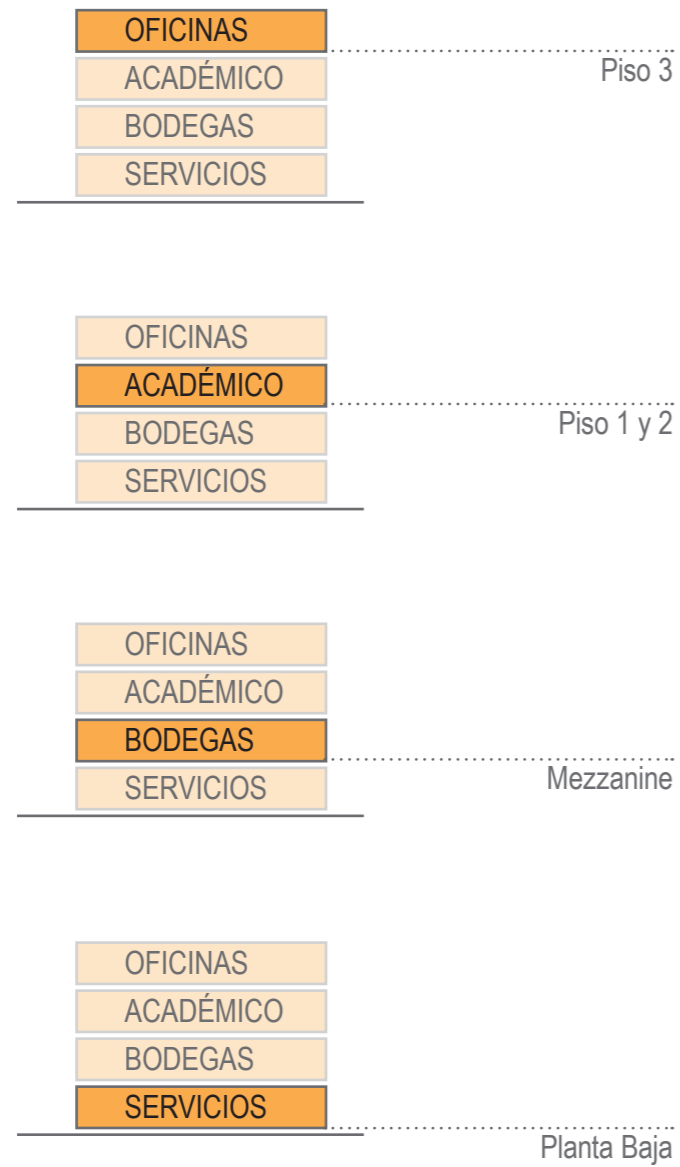 OFICINAS
Piso 3
ACADÉMICO
BODEGAS
SERVICIOS
OFICINAS
ACADÉMICO
Piso 1 y 2
BODEGAS
SERVICIOS
OFICINAS
ACADÉMICO
BODEGAS
Mezzanine
SERVICIOS
OFICINAS
ACADÉMICO
BODEGAS
SERVICIOS
Planta Baja